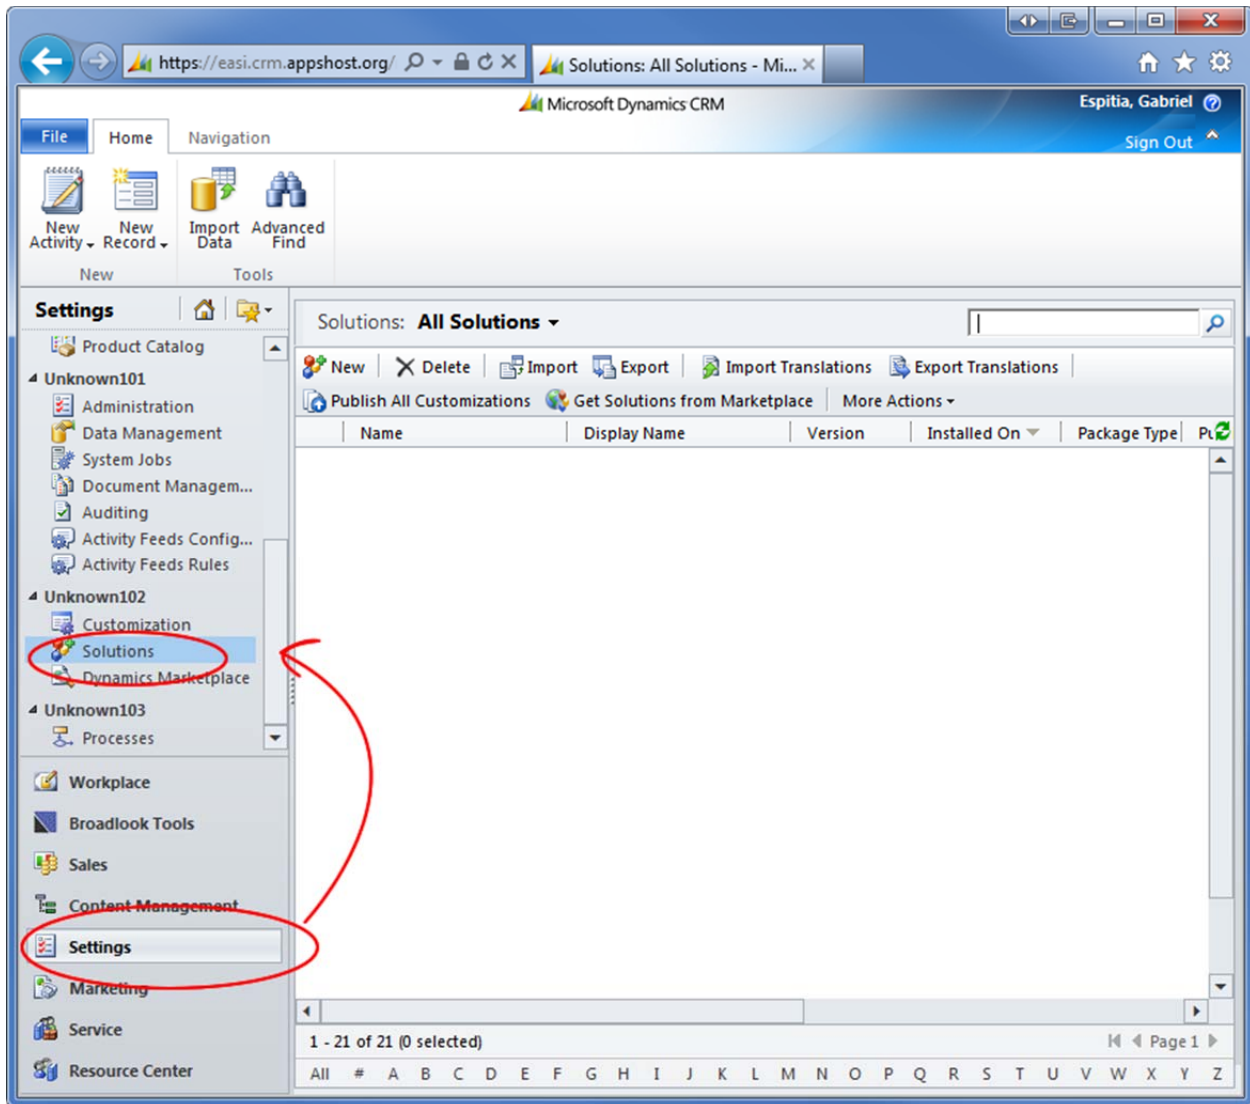 https://easi.crm.appshost.org/
Solutions: All Solutions - Mi...
Microsoft Dynamics CRM
Espitia, Gabriel
Sign Out
File Home Navigation
New Activity
New Record
Import Data
Advanced Find
New
Tools
Settings
Product Catalog
Unknown101
Administration
Data Management
System Jobs
Document Managem...
Auditing
Activity Feeds Config...
Activity Feeds Rules
Unknown102
Customization
Solutions
Dynamics Marketplace
Unknown103
Processes
Workplace
Broadlook Tools
Sales
Content Management
Settings
Marketing
Service
Resource Center
Solutions: All Solutions
New Delete Import Export Import Translations Export Translations
Publish All Customizations Get Solutions from Marketplace More Actions
Name Display Name Version Installed On Package Type Pu
1 - 21 of 21 (0 selected) Page 1
All # A B C D E F G H I J K L M N O P Q R S T U V W X Y Z